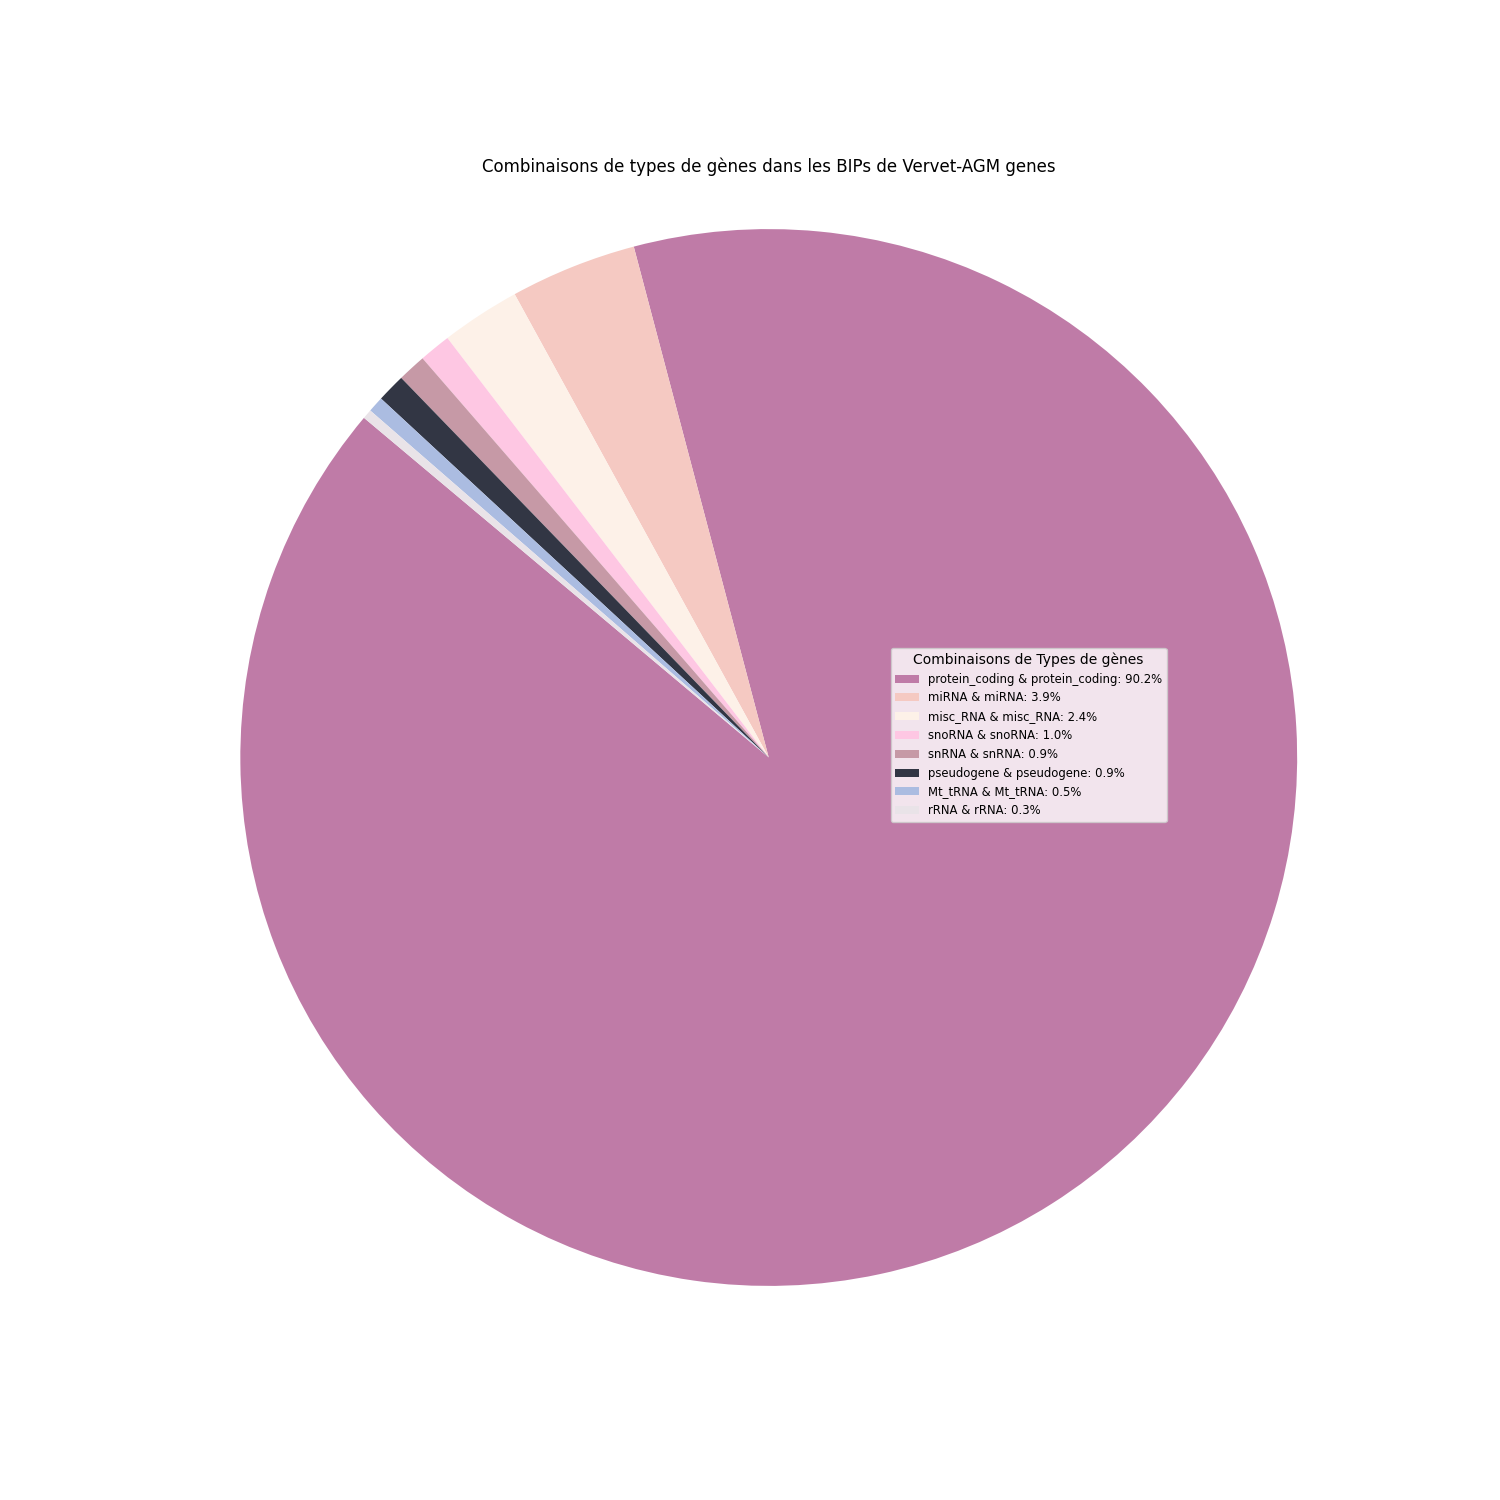 Combinaisons de types de gènes dans les BIPs de Vervet-AGM genes
Combinaisons de Types de gènes
protein_coding & protein_coding: 90.2%
miRNA & miRNA: 3.9%
misc_RNA & misc_RNA: 2.4%
snoRNA & snoRNA: 1.0%
snRNA & snRNA: 0.9%
pseudogene & pseudogene: 0.9%
Mt_tRNA & Mt_tRNA: 0.5%
rRNA & rRNA: 0.3%